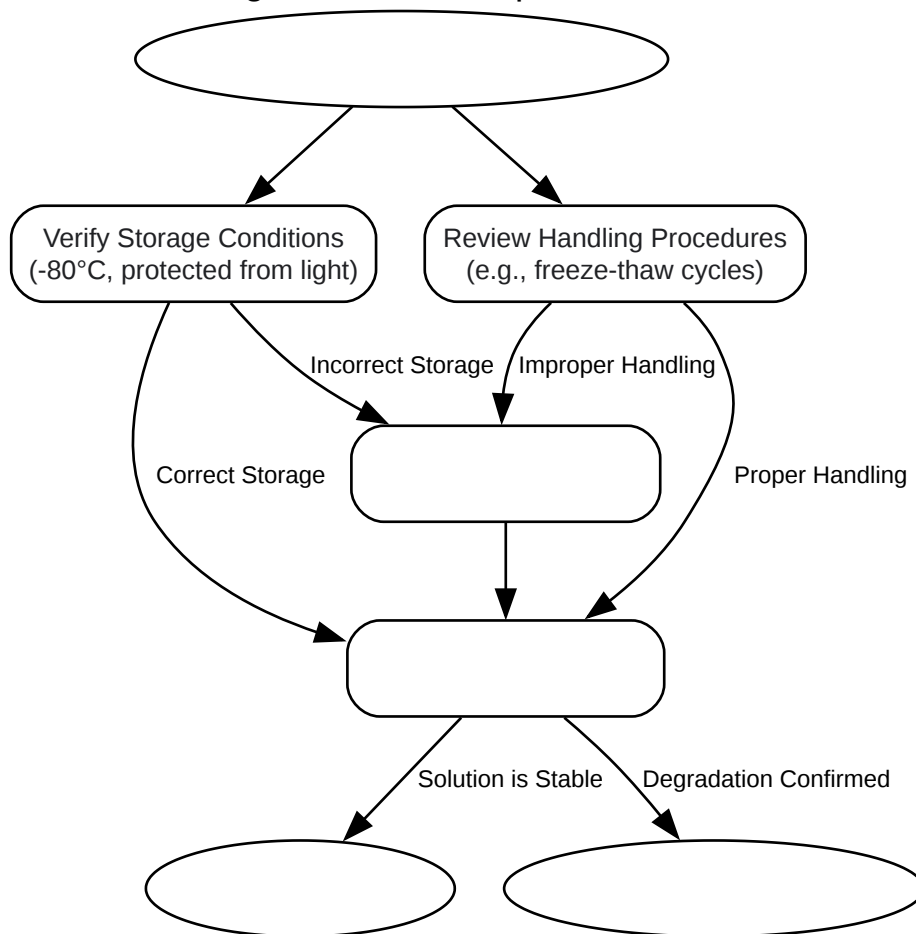 Verify Storage Conditions
(-80°C, protected from light)
Review Handling Procedures
(e.g., freeze-thaw cycles)
Incorrect Storage
Improper Handling
Correct Storage
Proper Handling
Solution is Stable
Degradation Confirmed